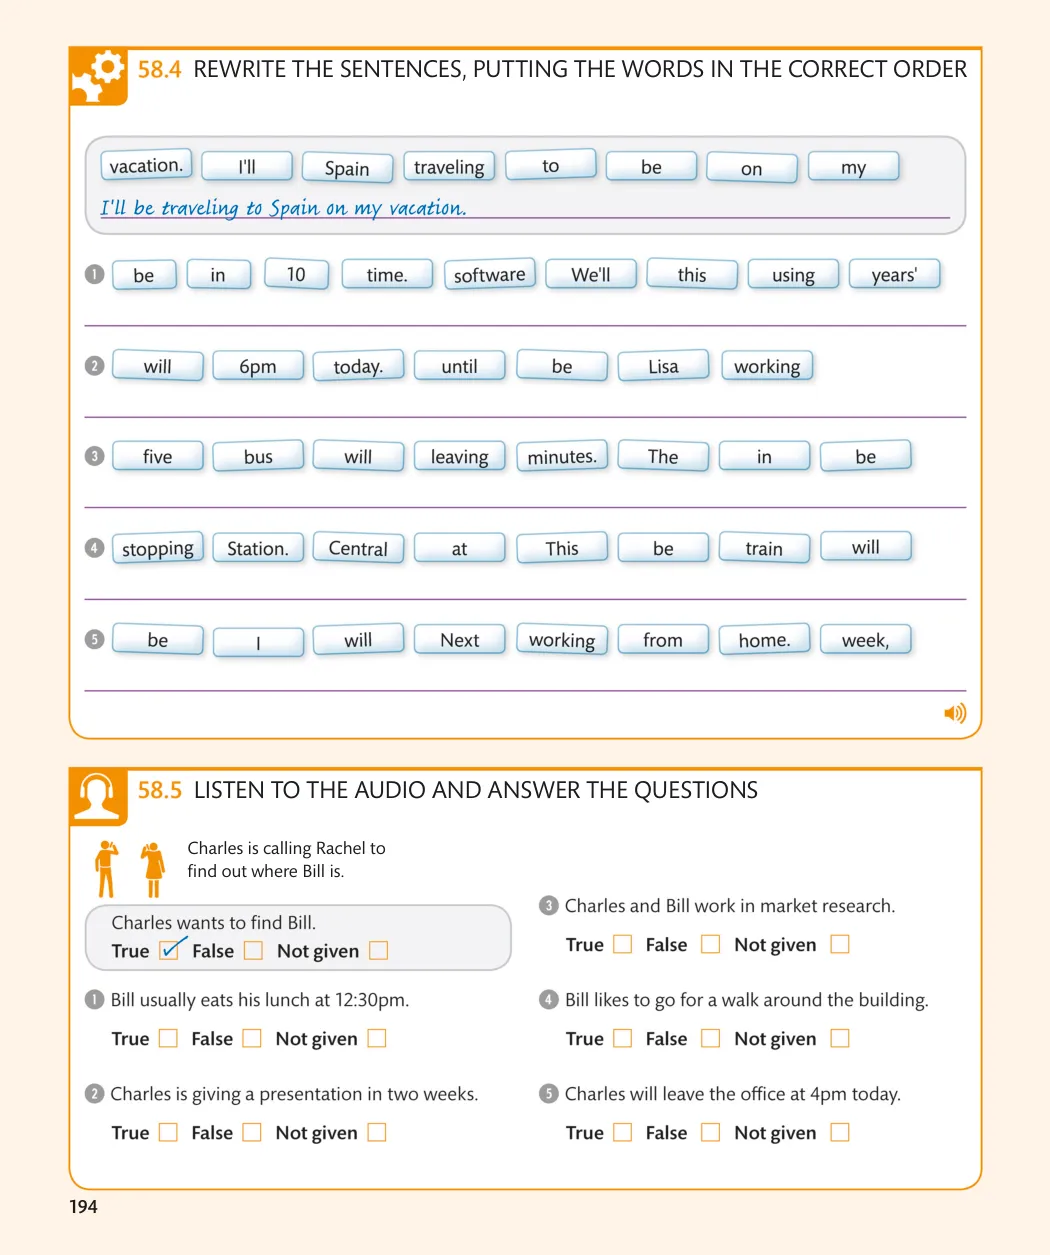 58.4 REWRITE THE SENTENCES, PUTTING THE WORDS IN THE CORRECT ORDER
vacation. I'll Spain traveling to be on my
I'll be traveling to Spain on my vacation.
1 be in 10 time. software We'll this using years'
2 will 6pm today. until be Lisa working
3 five bus will leaving minutes. The in be
4 stopping Station. Central at This be train will
5 be I will Next working from home. week,
58.5 LISTEN TO THE AUDIO AND ANSWER THE QUESTIONS
Charles is calling Rachel to
find out where Bill is.
Charles wants to find Bill.
True False Not given
1 Bill usually eats his lunch at 12:30pm.
True False Not given
2 Charles is giving a presentation in two weeks.
True False Not given
3 Charles and Bill work in market research.
True False Not given
4 Bill likes to go for a walk around the building.
True False Not given
5 Charles will leave the office at 4pm today.
True False Not given
194